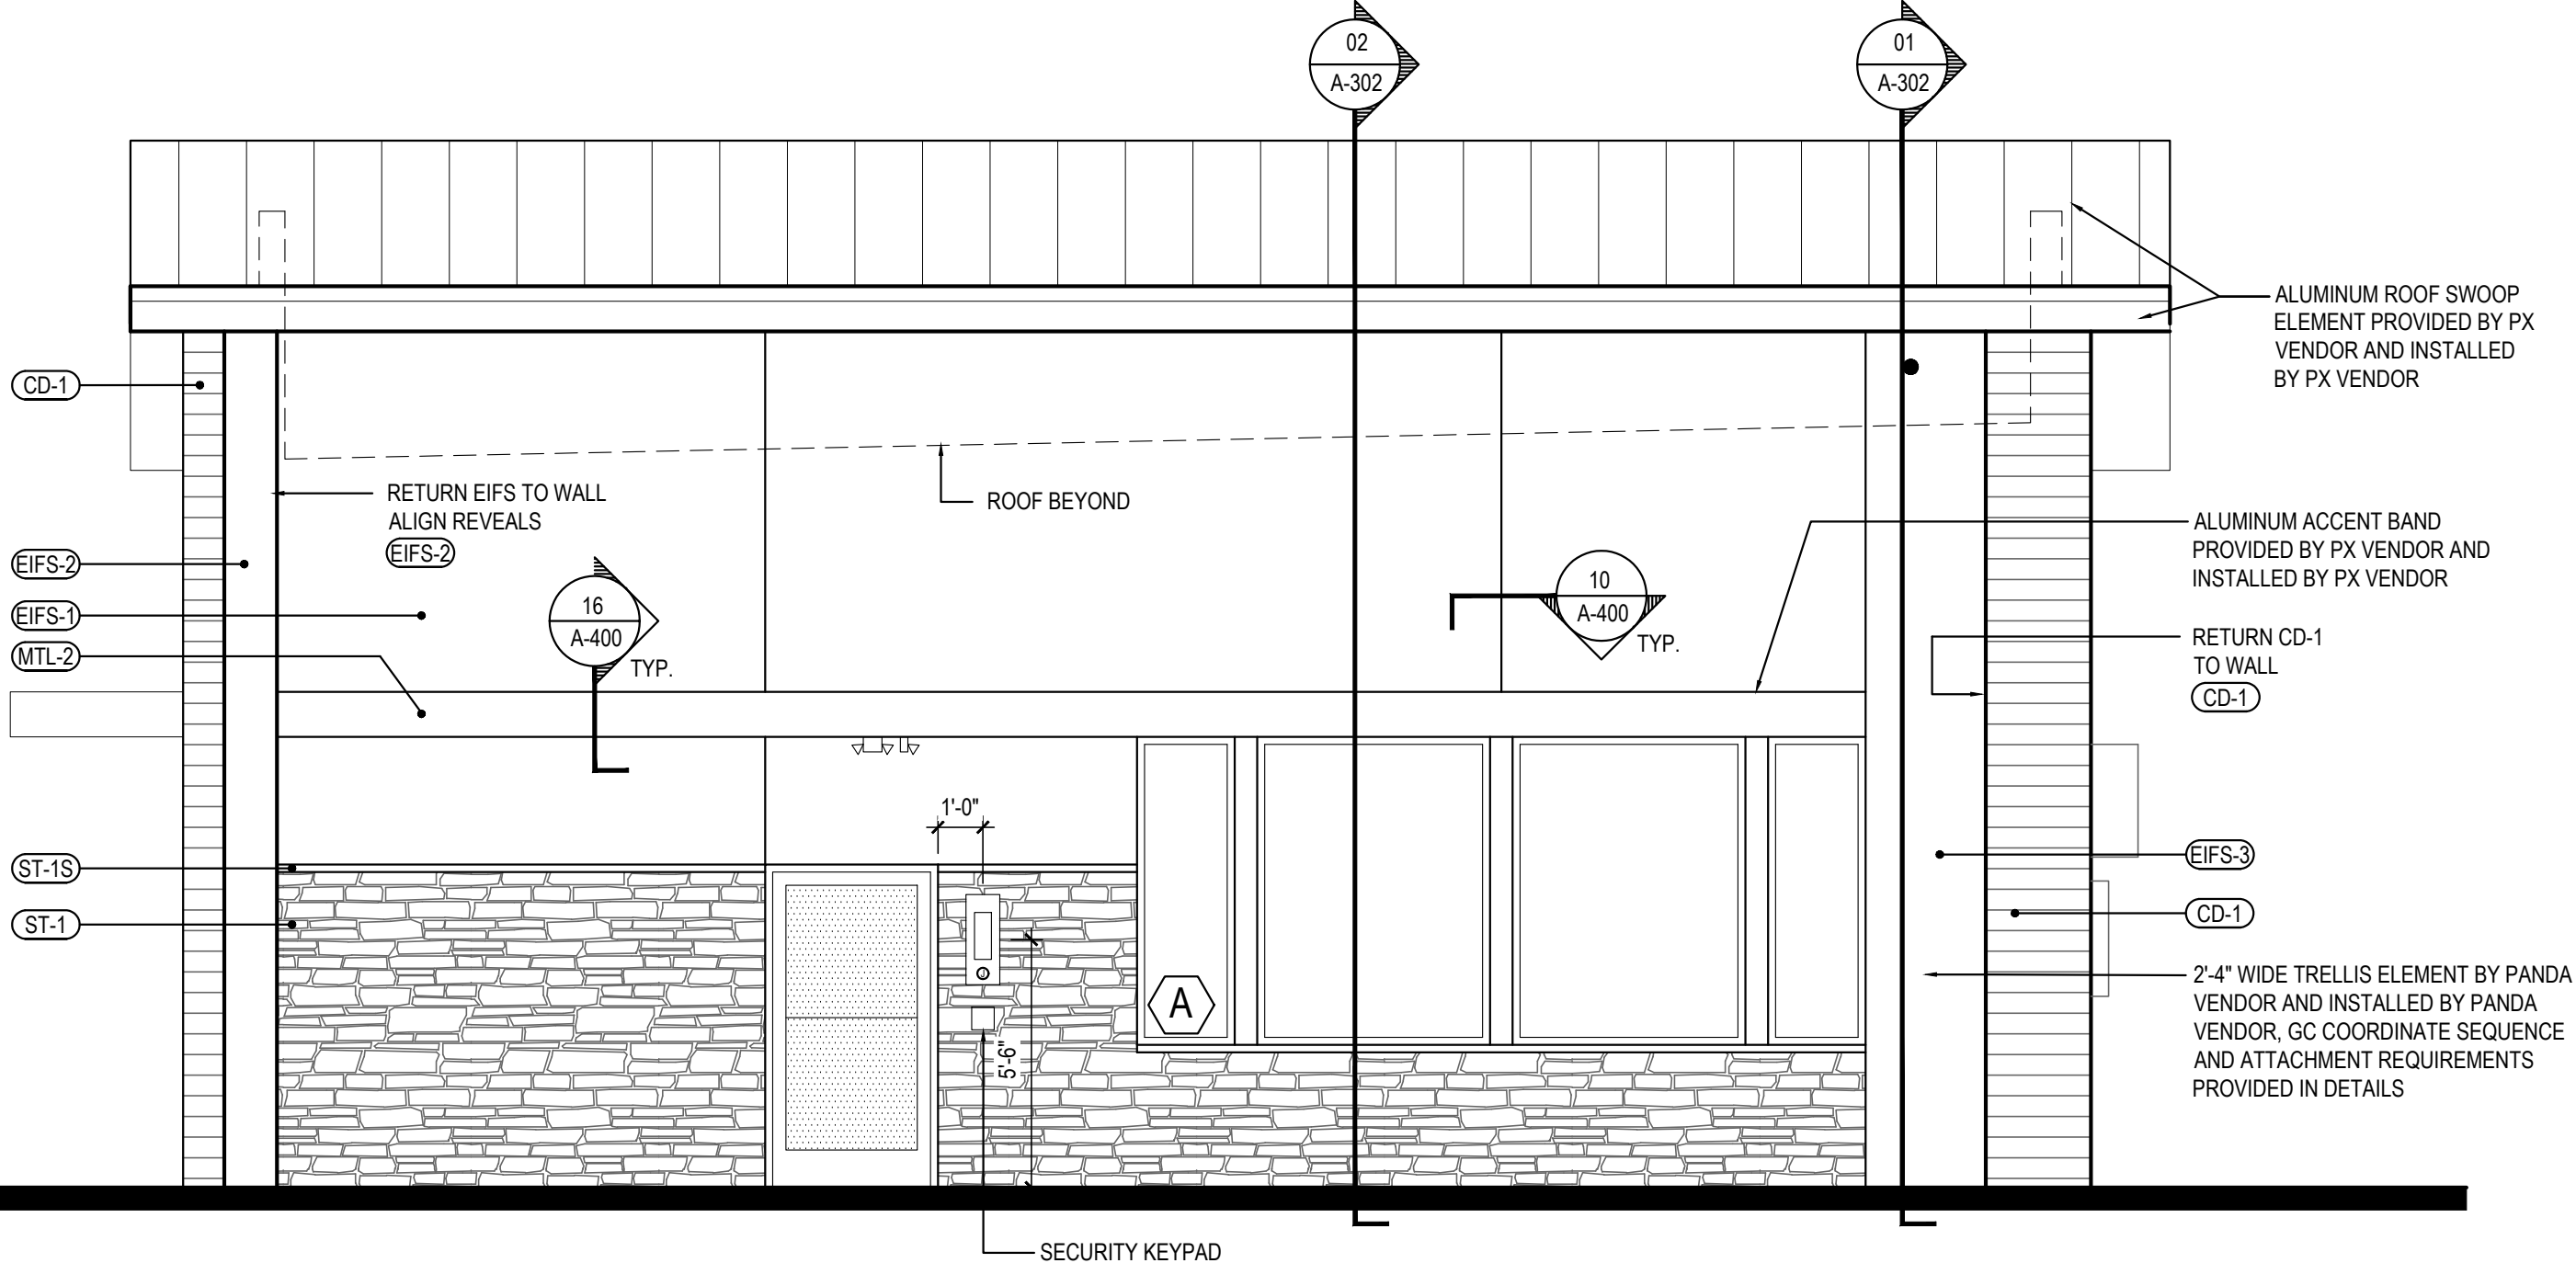 02
A-302
01
A-302
ALUMINUM ROOF SWOOP
ELEMENT PROVIDED BY PX
VENDOR AND INSTALLED
BY PX VENDOR
CD-1
RETURN EIFS TO WALL
ALIGN REVEALS
EIFS-2
ROOF BEYOND
ALUMINUM ACCENT BAND
PROVIDED BY PX VENDOR AND
INSTALLED BY PX VENDOR
EIFS-2
EIFS-1
MTL-2
16
A-400
TYP.
10
A-400
TYP.
RETURN CD-1
TO WALL
CD-1
1'-0"
ST-1S
ST-1
EIFS-3
CD-1
J
A
5'-6"
2'-4" WIDE TRELLIS ELEMENT BY PANDA
VENDOR AND INSTALLED BY PANDA
VENDOR, GC COORDINATE SEQUENCE
AND ATTACHMENT REQUIREMENTS
PROVIDED IN DETAILS
SECURITY KEYPAD